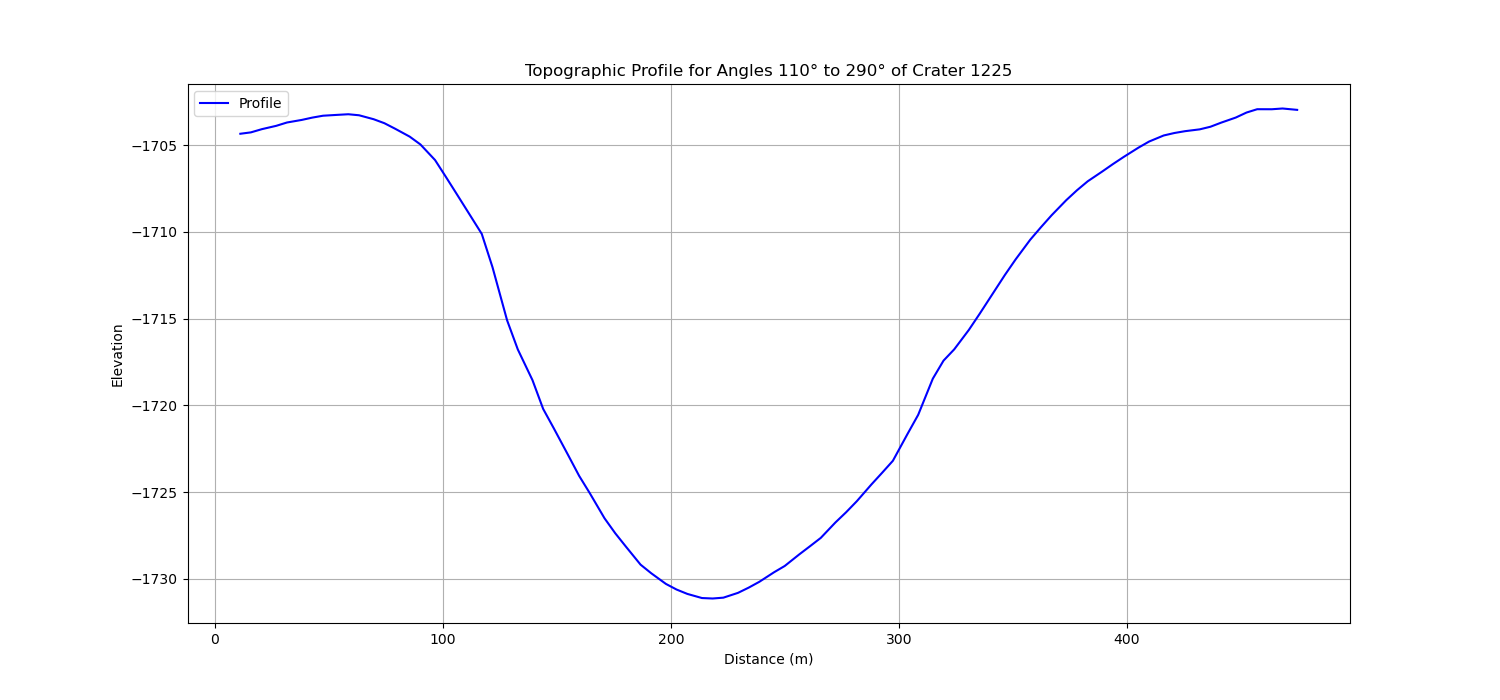 Topographic Profile for Angles 110° to 290° of Crater 1225
Profile
−1705
−1710
−1715
−1720
−1725
−1730
Elevation
0 100 200 300 400
Distance (m)